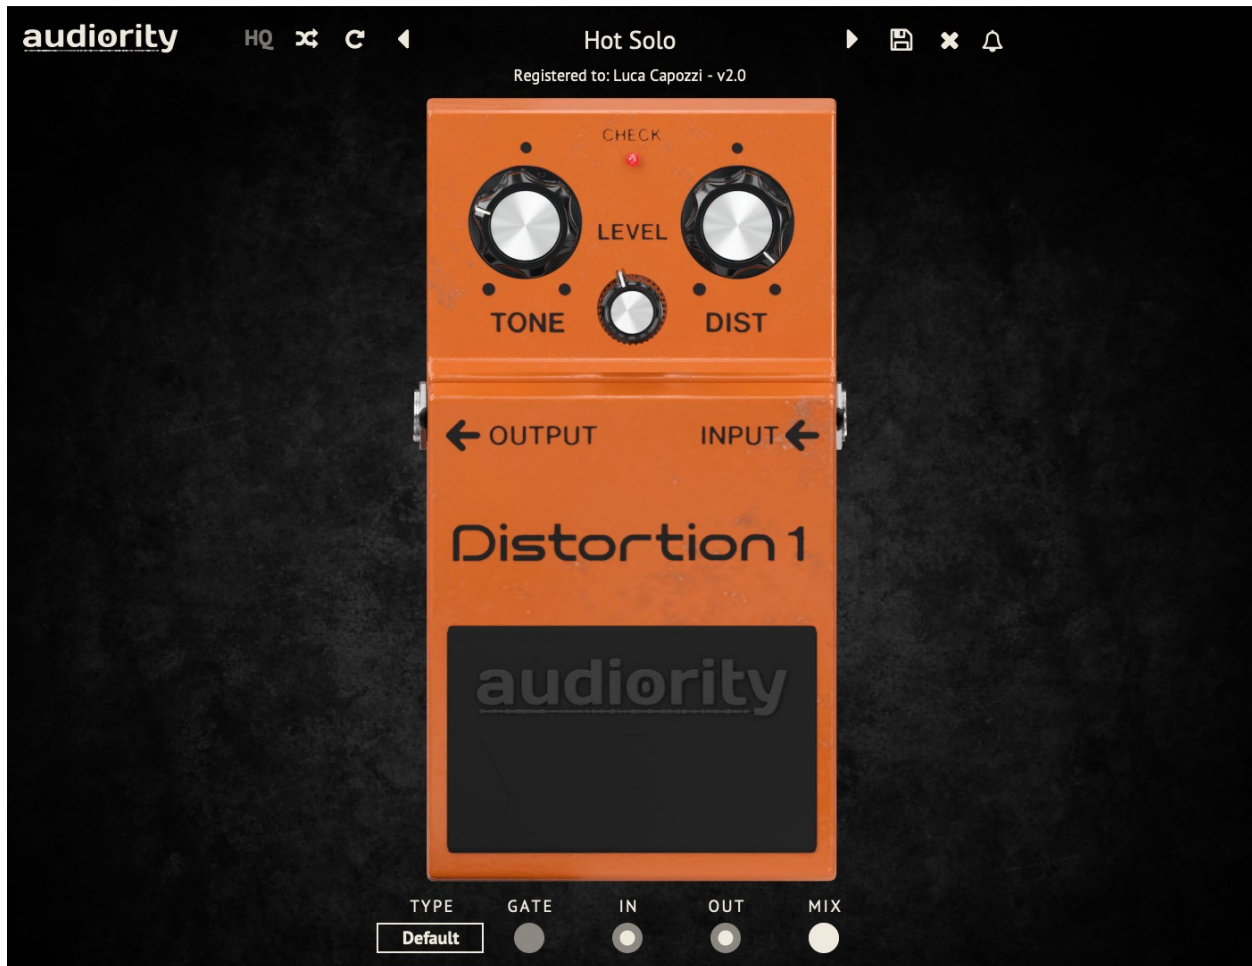 audiority HQ Hot Solo
Registered to: Luca Capozzi - v2.0
CHECK
LEVEL
TONE DIST
OUTPUT INPUT
Distortion 1
audiority
TYPE GATE IN OUT MIX
Default